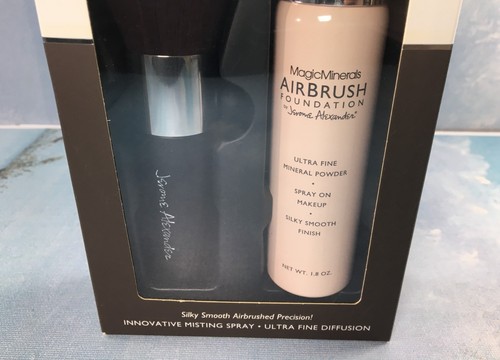 MagicMinerals
AIRBRUSH
FOUNDATION
by Jerome Alexander
ULTRA FINE
MINERAL POWDER
•
SPRAY ON
MAKEUP
•
SILKY SMOOTH
FINISH
NET WT. 1.8 OZ.
Jerome Alexander
Silky Smooth Airbrushed Precision!
INNOVATIVE MISTING SPRAY • ULTRA FINE DIFFUSION